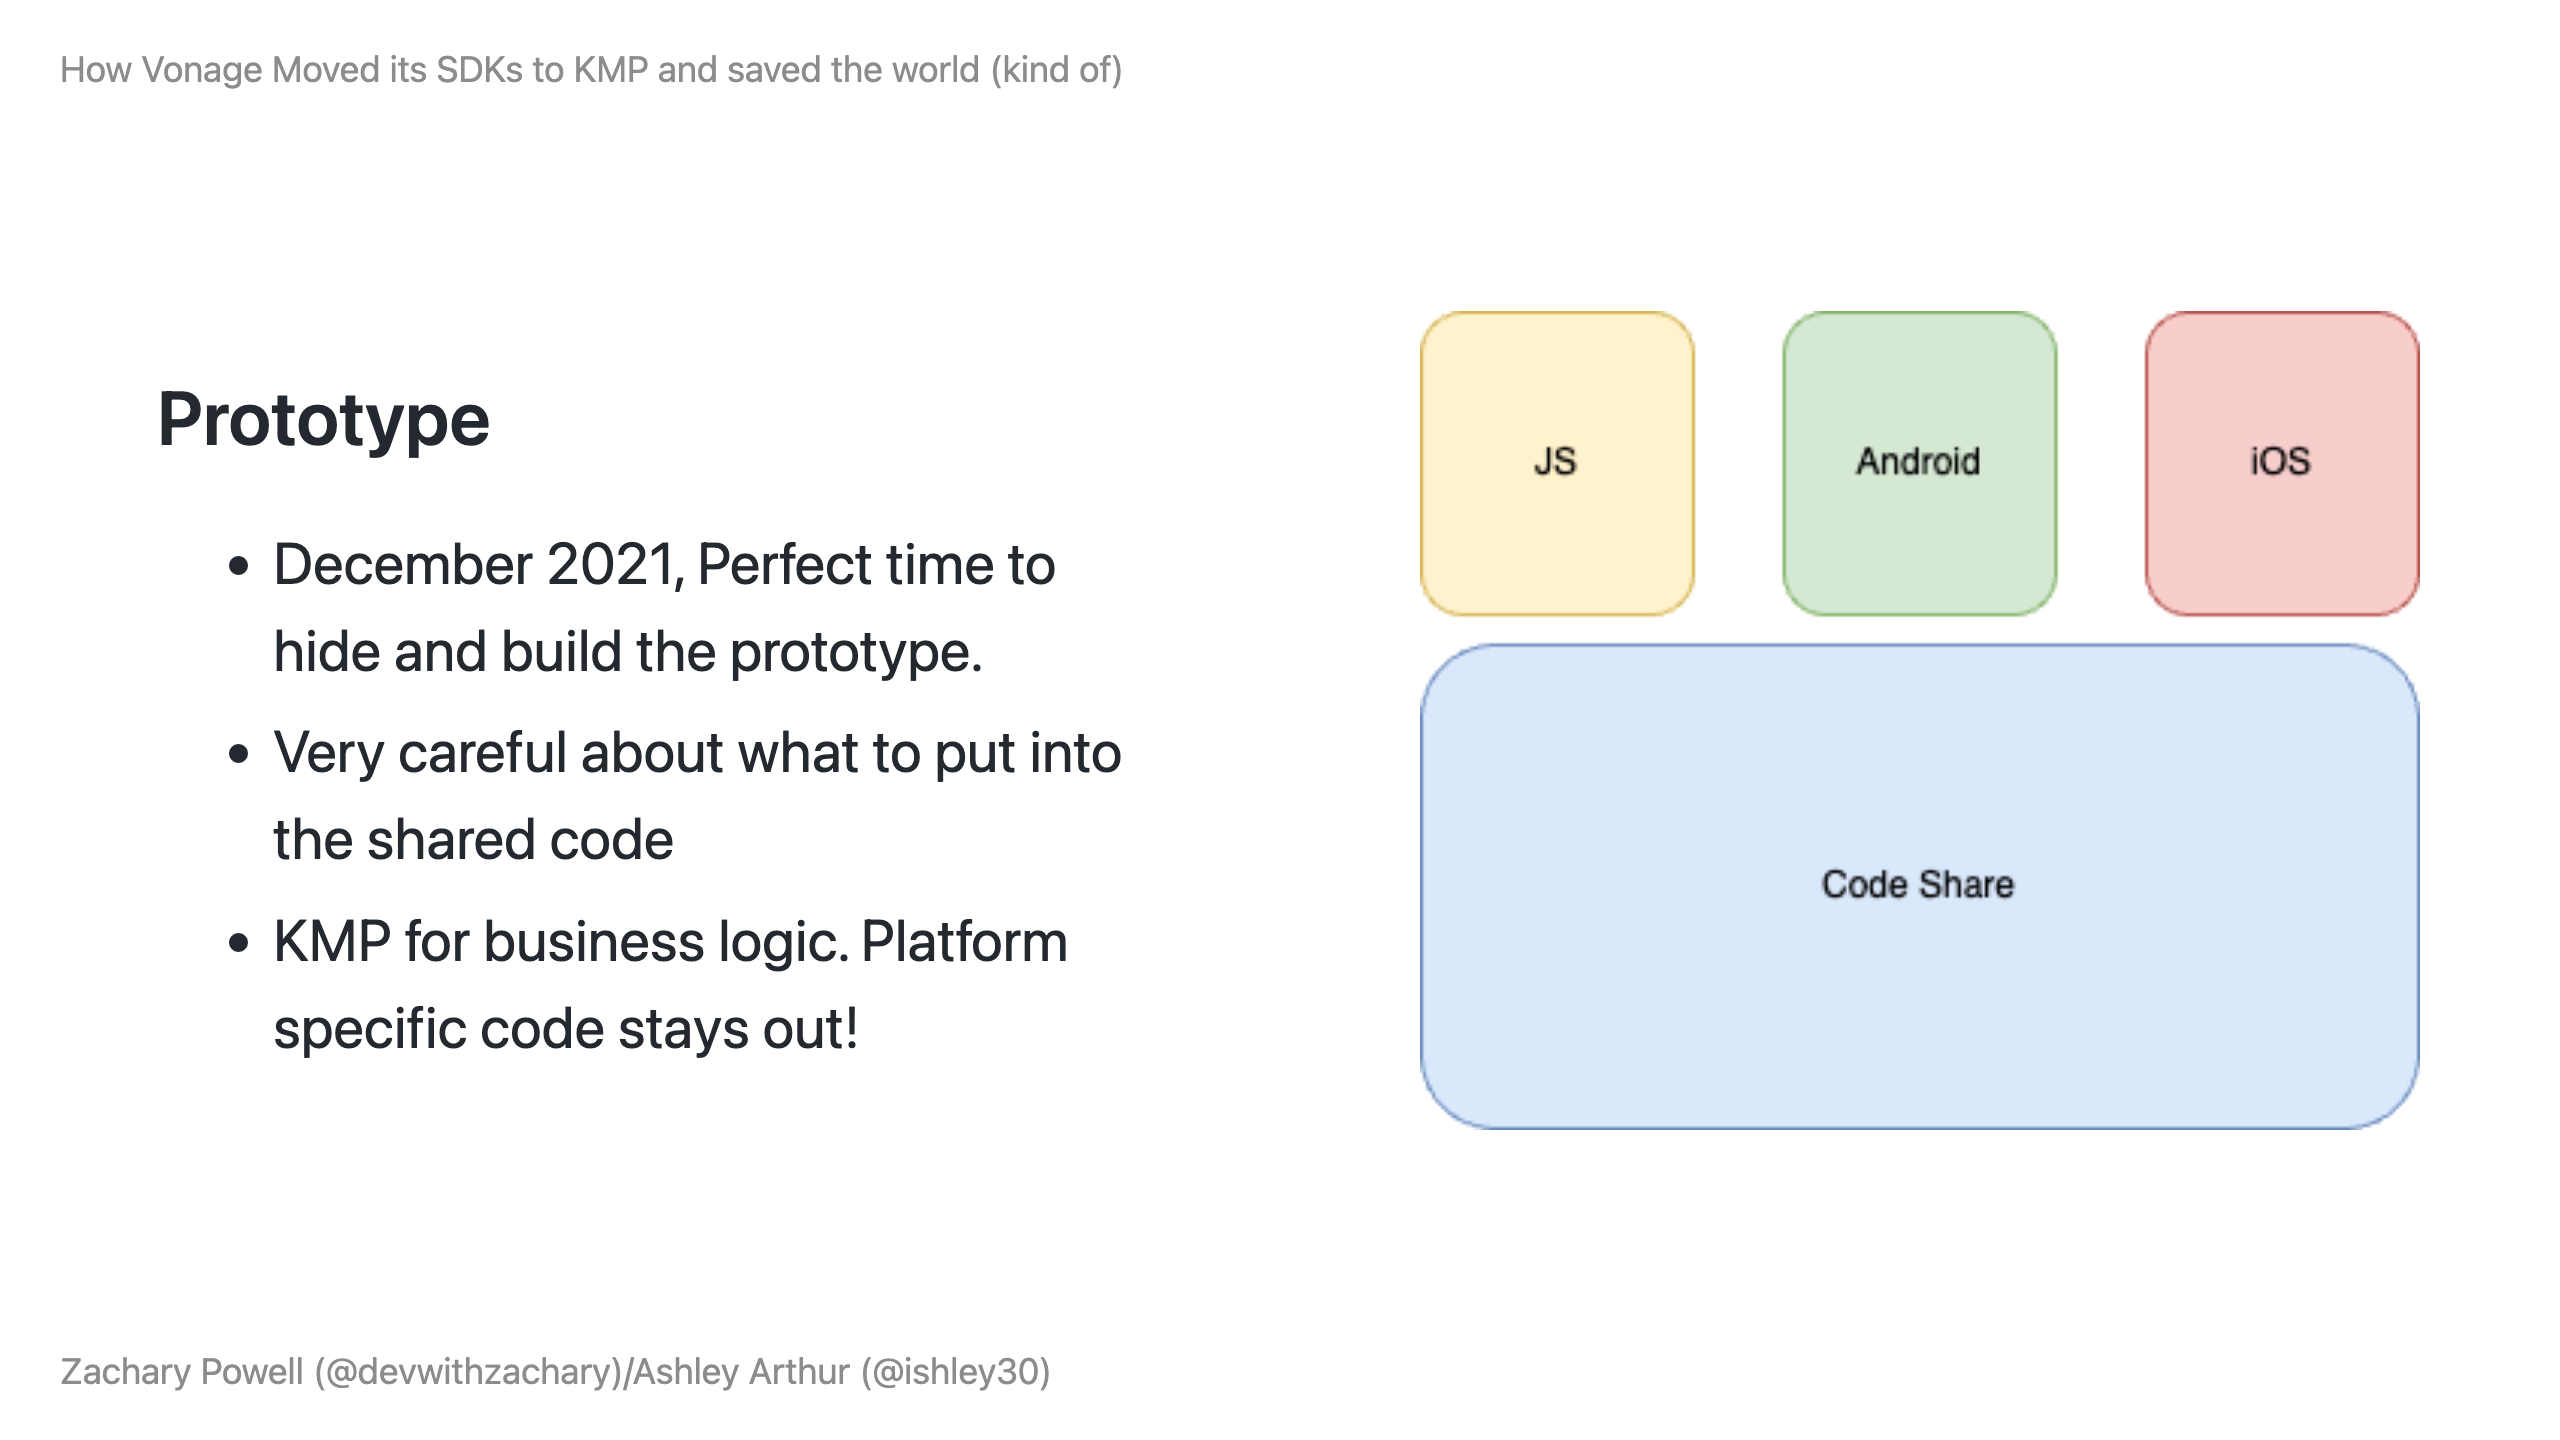 How Vonage Moved its SDKs to KMP and saved the world (kind of)
Prototype
• December 2021, Perfect time to
hide and build the prototype.
• Very careful about what to put into
the shared code
• KMP for business logic. Platform
specific code stays out!
JS
Android
iOS
Code Share
Zachary Powell (@devwithzachary)/Ashley Arthur (@ishley30)